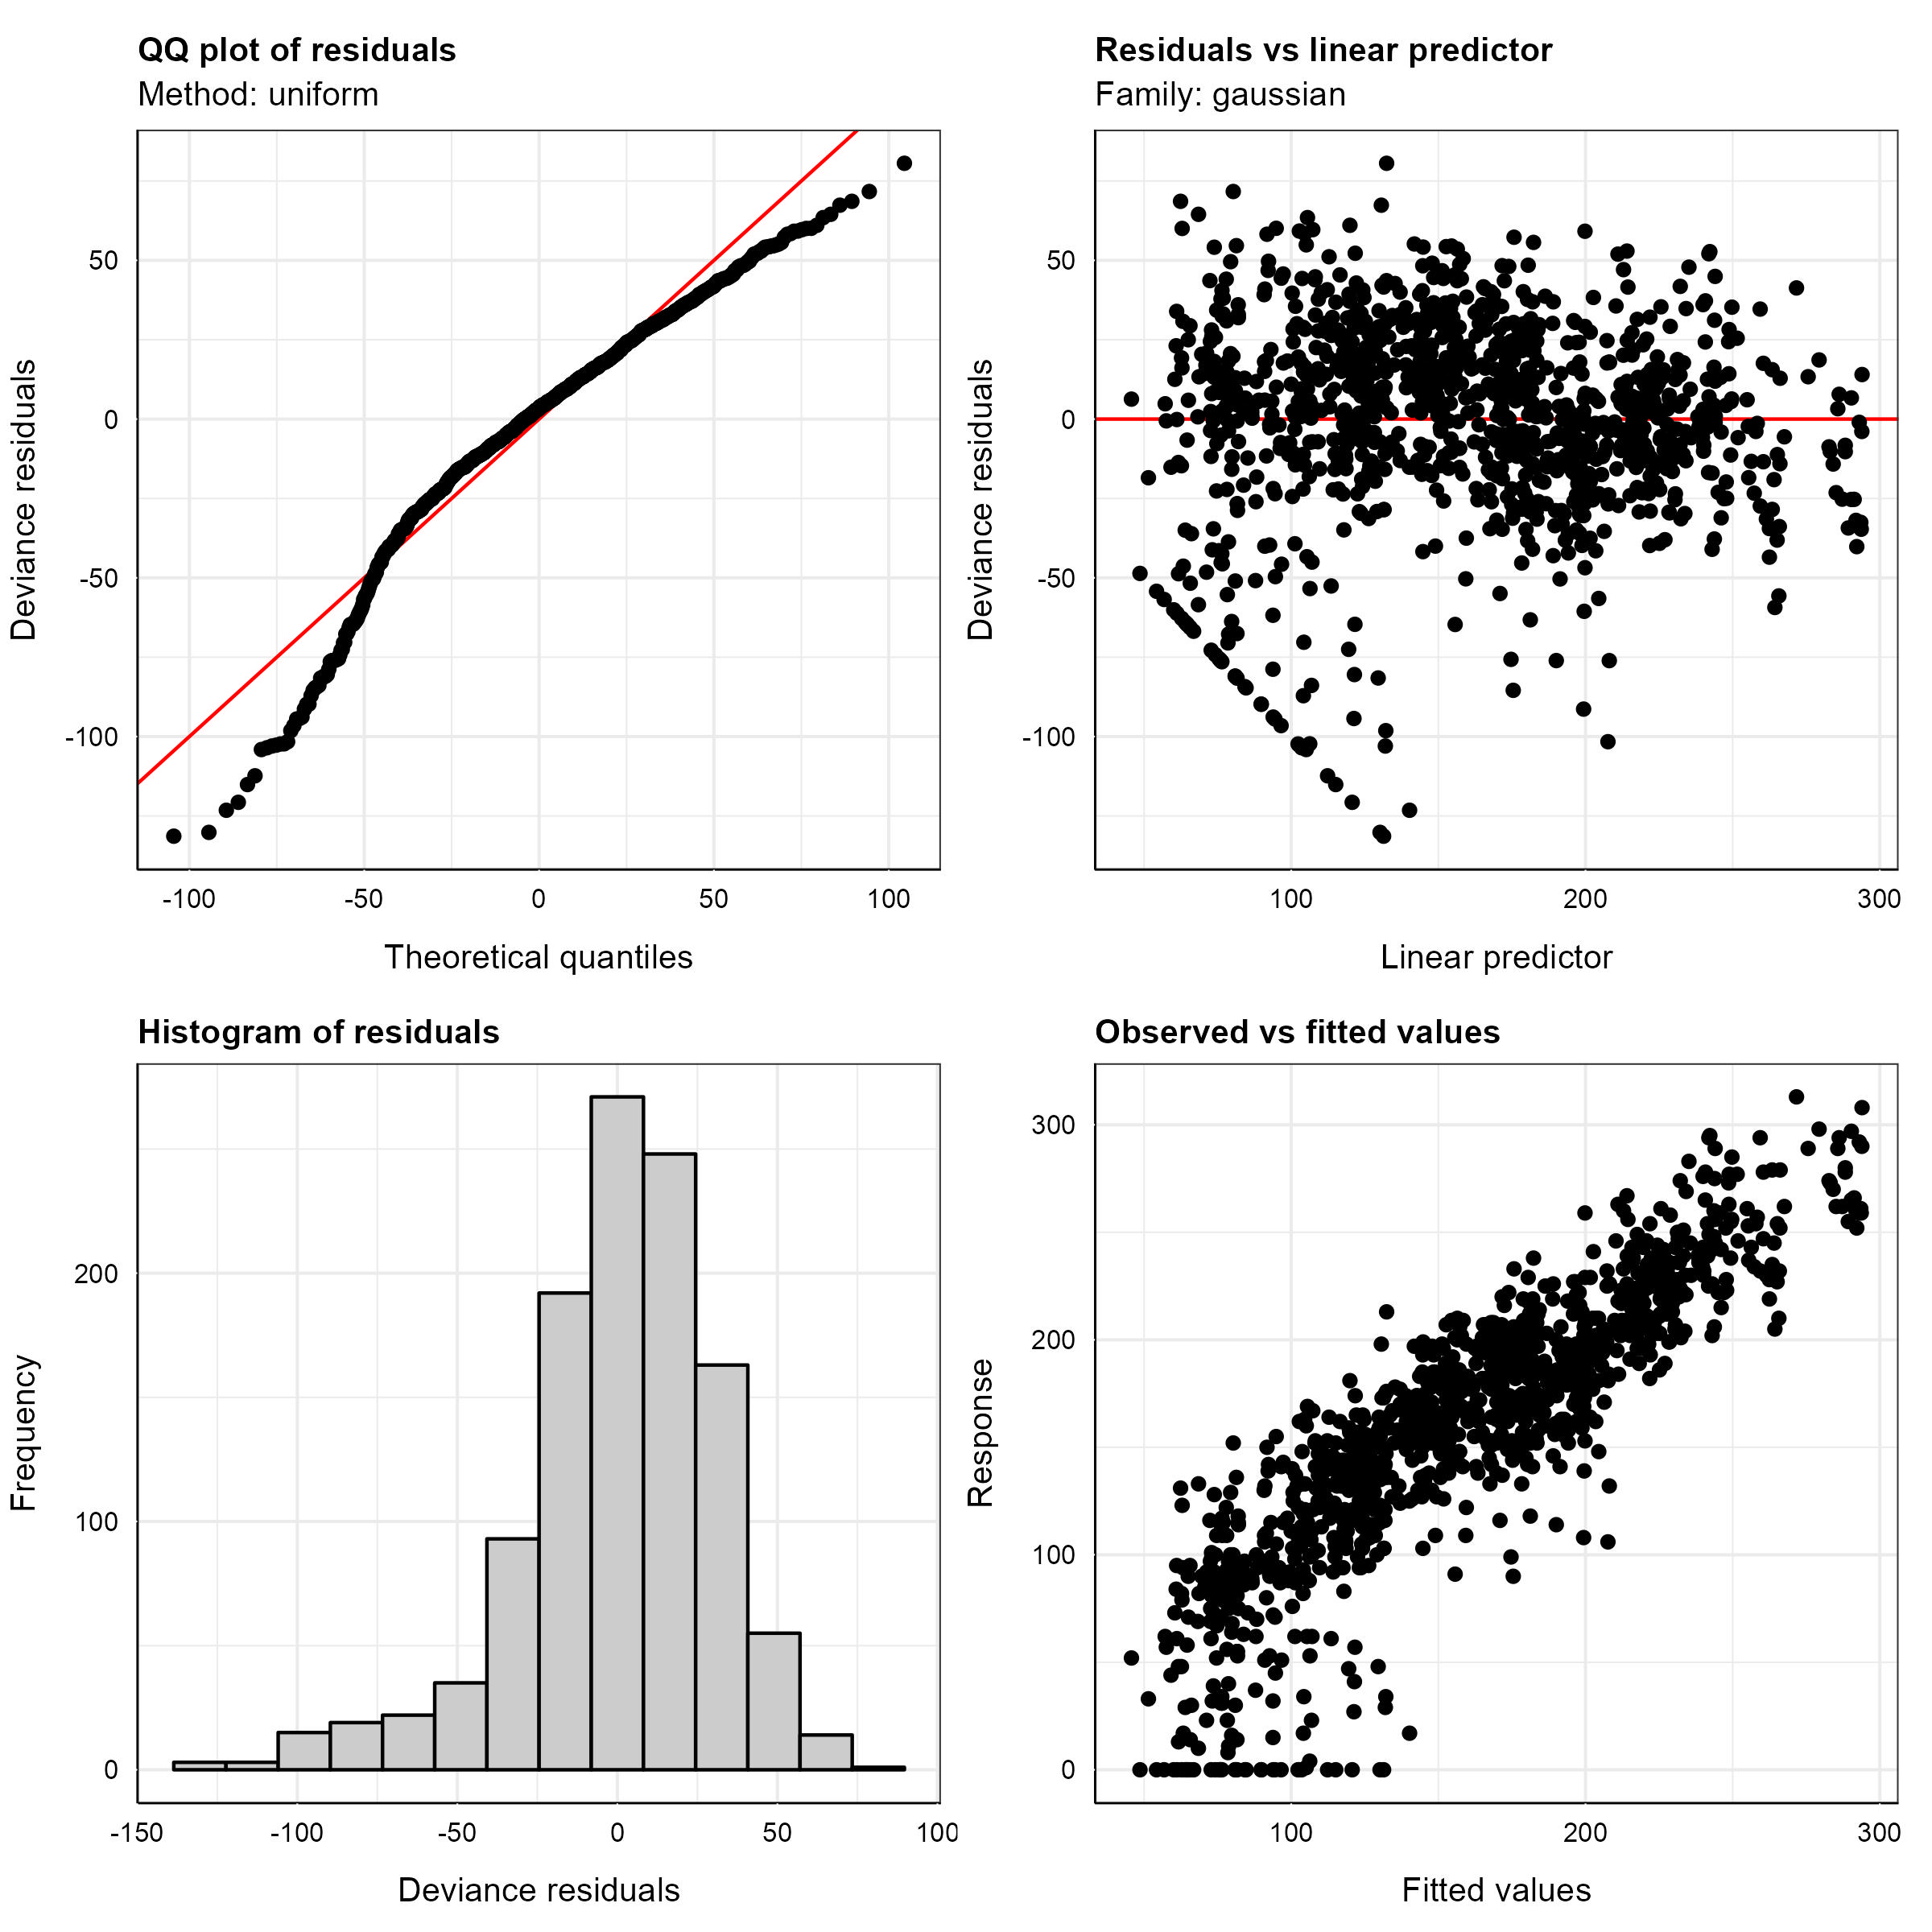 QQ plot of residuals
Method: uniform
Deviance residuals
50
0
-50
-100
-100
-50
0
50
100
Theoretical quantiles
Residuals vs linear predictor
Family: gaussian
Deviance residuals
50
0
-50
-100
100
200
300
Linear predictor
Histogram of residuals
Frequency
200
100
0
-150
-100
-50
0
50
100
Deviance residuals
Observed vs fitted values
Response
300
200
100
0
100
200
300
Fitted values